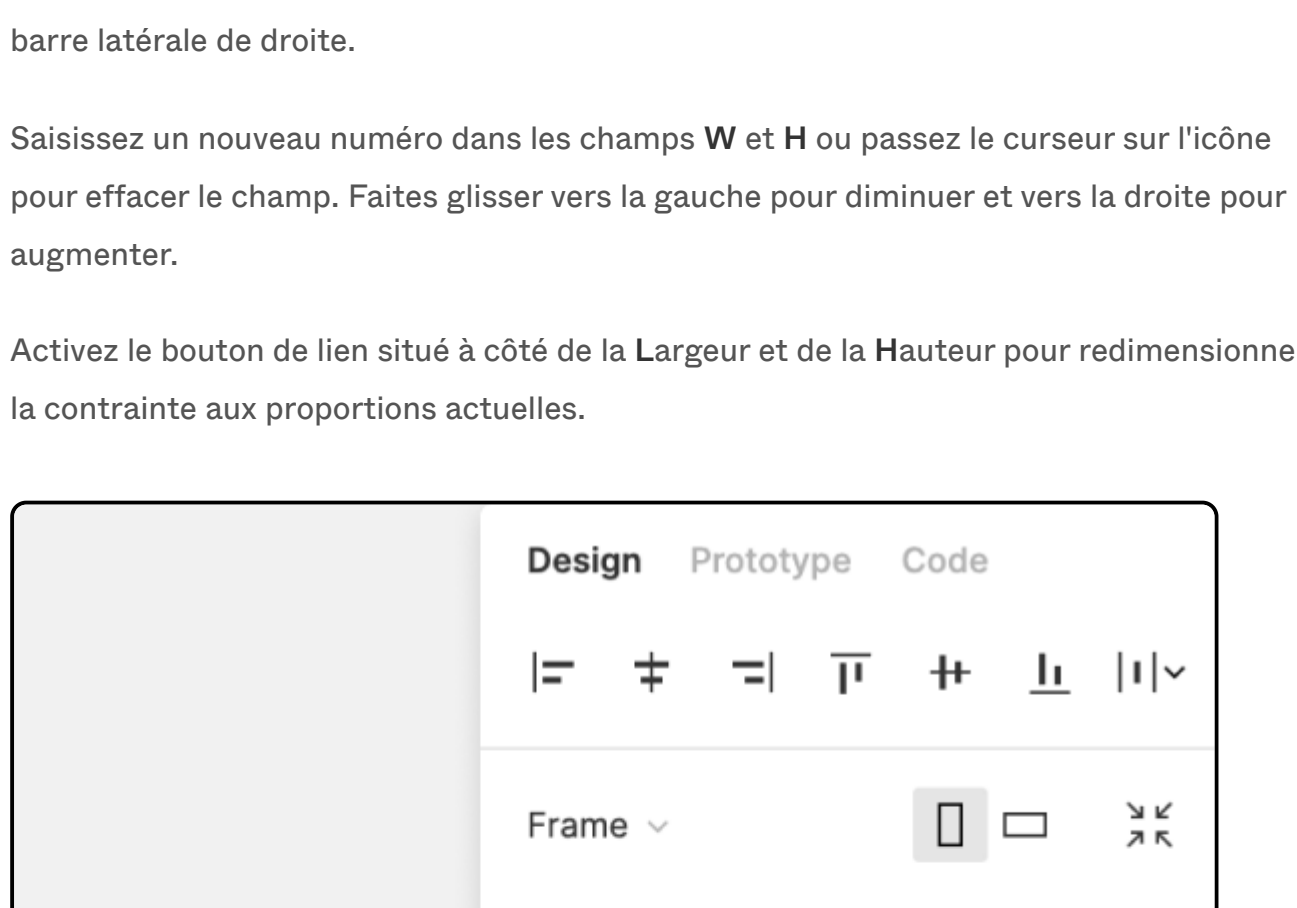 barre latérale de droite.
Saisissez un nouveau numéro dans les champs W et H ou passez le curseur sur l'icône
pour effacer le champ. Faites glisser vers la gauche pour diminuer et vers la droite pour
augmenter.
Activez le bouton de lien situé à côté de la Largeur et de la Hauteur pour redimensionne
la contrainte aux proportions actuelles.
Design Prototype Code
Frame